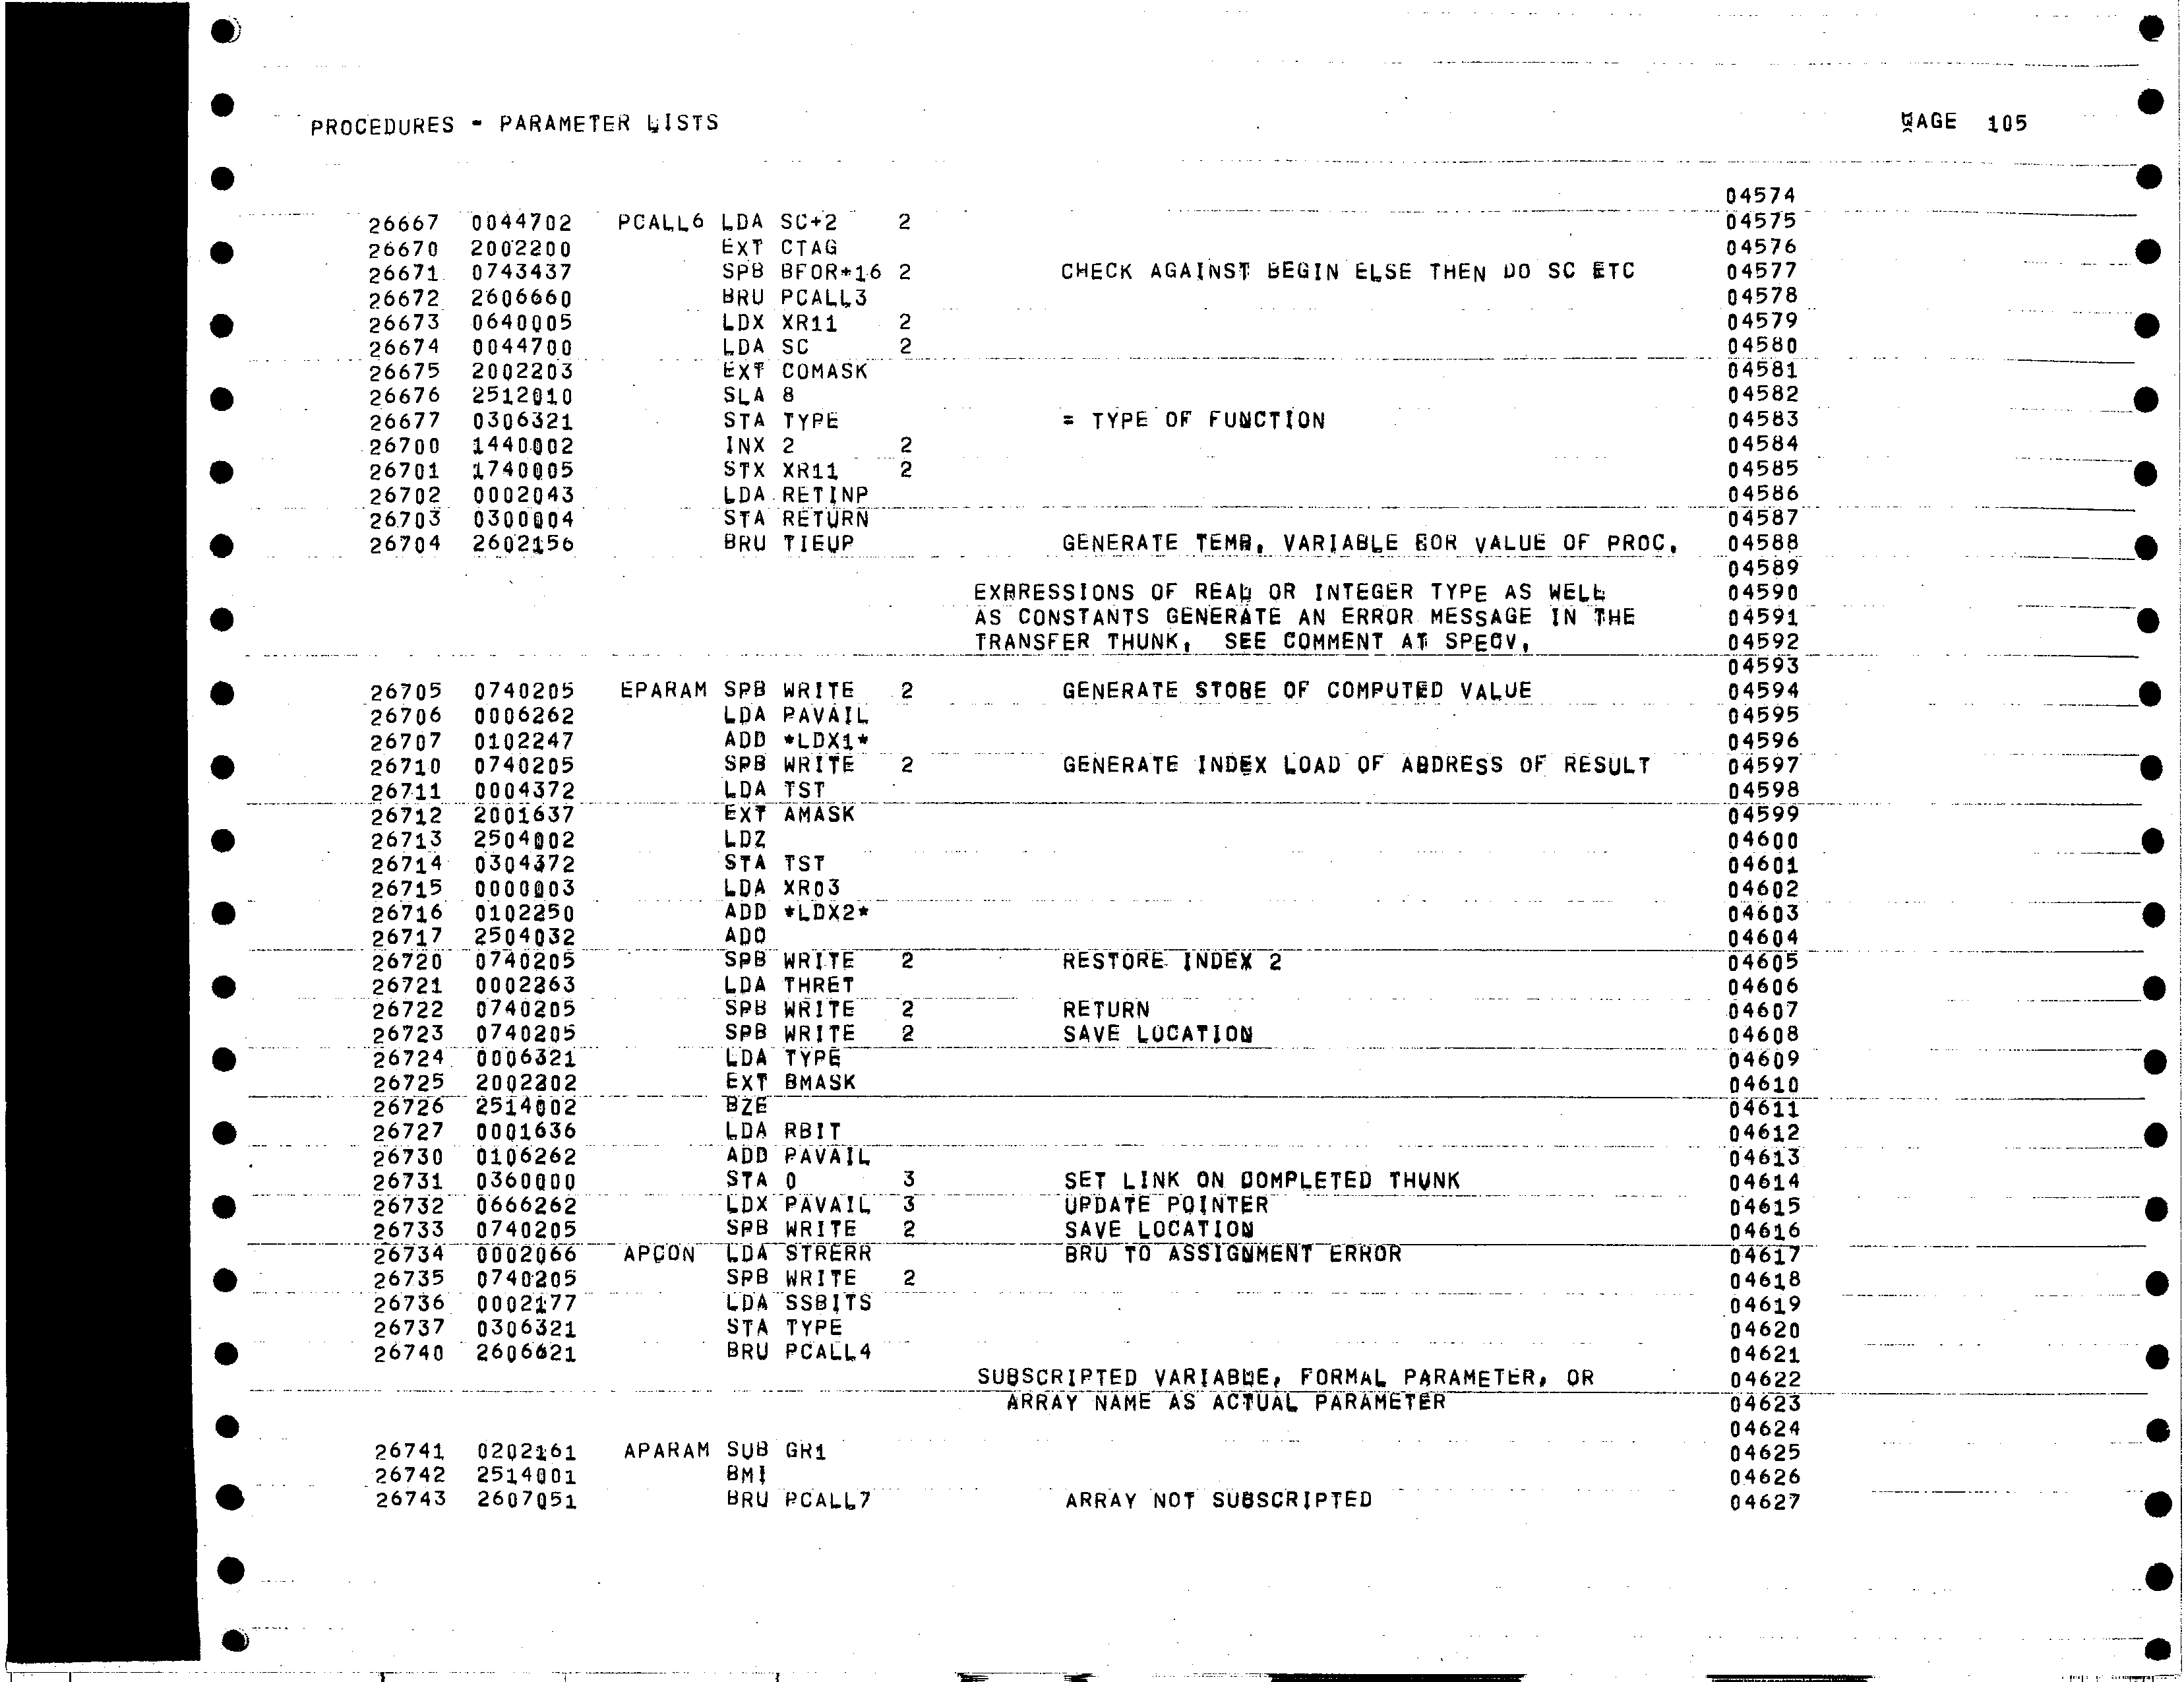 PROCEDURES - PARAMETER LISTS PAGE 105
04574
26667 0044702 PCALL6 LDA SC+2 2 04575
26670 2002200 EXT CTAG 04576
26671 0743437 SPB BFOR+16 2 CHECK AGAINST BEGIN ELSE THEN DO SC ETC 04577
26672 2606660 BRU PCALL3 04578
26673 0640005 LDX XR11 2 04579
26674 0044700 LDA SC 2 04580
26675 2002203 EXT COMASK 04581
26676 2512010 SLA 8 04582
26677 0306321 STA TYPE = TYPE OF FUNCTION 04583
26700 1440002 INX 2 2 04584
26701 1740005 STX XR11 2 04585
26702 0002043 LDA RETINP 04586
26703 0300004 STA RETURN 04587
26704 2602156 BRU TIEUP GENERATE TEMP, VARIABLE FOR VALUE OF PROC, 04588
04589
EXPRESSIONS OF REAL OR INTEGER TYPE AS WELL 04590
AS CONSTANTS GENERATE AN ERROR MESSAGE IN THE 04591
TRANSFER THUNK, SEE COMMENT AT SPECV, 04592
04593
26705 0740205 EPARAM SPB WRITE 2 GENERATE STORE OF COMPUTED VALUE 04594
26706 0006262 LDA PAVAIL 04595
26707 0102247 ADD *LDX1* 04596
26710 0740205 SPB WRITE 2 GENERATE INDEX LOAD OF ADDRESS OF RESULT 04597
26711 0004372 LDA TST 04598
26712 2001637 EXT AMASK 04599
26713 2504002 LDZ 04600
26714 0304372 STA TST 04601
26715 0000003 LDA XR03 04602
26716 0102250 ADD *LDX2* 04603
26717 2504032 ADO 04604
26720 0740205 SPB WRITE 2 RESTORE INDEX 2 04605
26721 0002263 LDA THRET 04606
26722 0740205 SPB WRITE 2 RETURN 04607
26723 0740205 SPB WRITE 2 SAVE LOCATION 04608
26724 0006321 LDA TYPE 04609
26725 2002202 EXT BMASK 04610
26726 2514002 BZE 04611
26727 0001636 LDA RBIT 04612
26730 0106262 ADD PAVAIL 04613
26731 0360000 STA 0 3 SET LINK ON COMPLETED THUNK 04614
26732 0666262 LDX PAVAIL 3 UPDATE POINTER 04615
26733 0740205 SPB WRITE 2 SAVE LOCATION 04616
26734 0002066 APCON LDA STRERR BRU TO ASSIGNMENT ERROR 04617
26735 0740205 SPB WRITE 2 04618
26736 0002177 LDA SSBITS 04619
26737 0306321 STA TYPE 04620
26740 2606621 BRU PCALL4 04621
SUBSCRIPTED VARIABLE, FORMAL PARAMETER, OR 04622
ARRAY NAME AS ACTUAL PARAMETER 04623
04624
26741 0202161 APARAM SUB GR1 04625
26742 2514001 BMI 04626
26743 2607051 BRU PCALL7 ARRAY NOT SUBSCRIPTED 04627